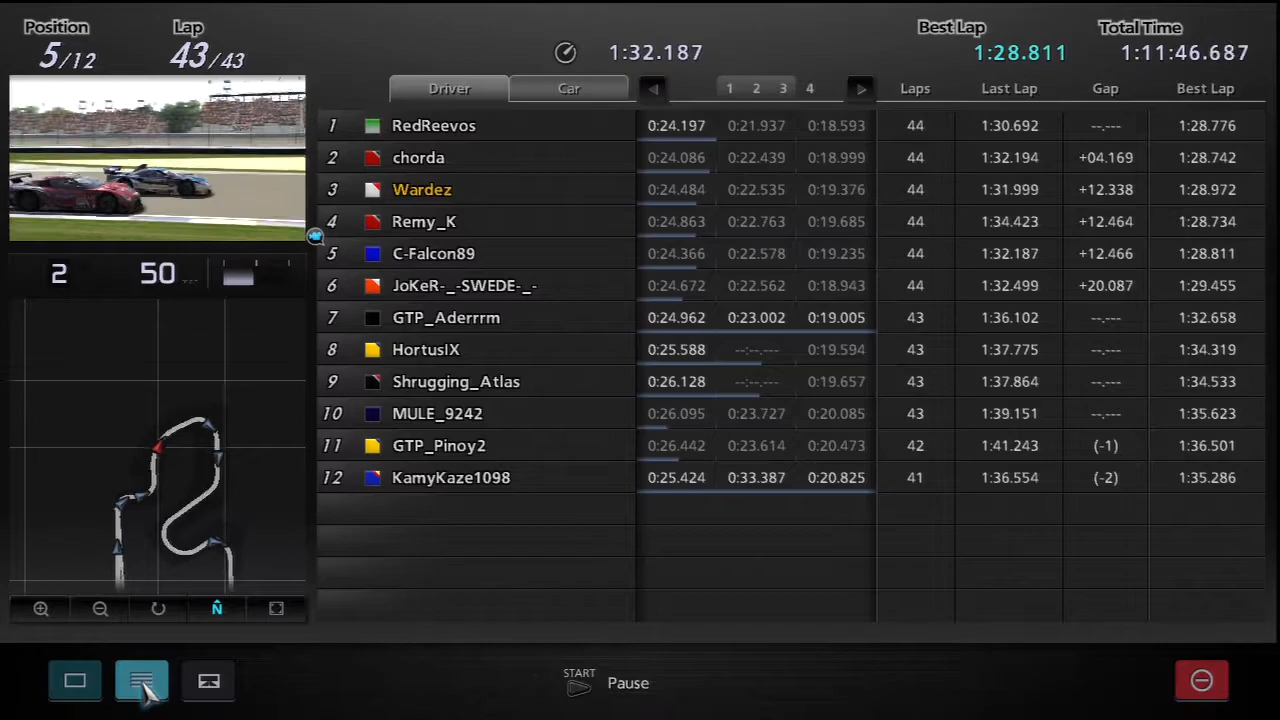 Position Lap Best Lap Total Time
5/12 43/43 1:32.187 1:28.811 1:11:46.687
Driver Car 1 2 3 4 Laps Last Lap Gap Best Lap
1 RedReevos 0:24.197 0:21.937 0:18.593 44 1:30.692 --.--- 1:28.776
2 chorda 0:24.086 0:22.439 0:18.999 44 1:32.194 +04.169 1:28.742
3 Wardez 0:24.484 0:22.535 0:19.376 44 1:31.999 +12.338 1:28.972
4 Remy_K 0:24.863 0:22.763 0:19.685 44 1:34.423 +12.464 1:28.734
5 C-Falcon89 0:24.366 0:22.578 0:19.235 44 1:32.187 +12.466 1:28.811
6 JoKeR-_-SWEDE-_- 0:24.672 0:22.562 0:18.943 44 1:32.499 +20.087 1:29.455
7 GTP_Aderrrm 0:24.962 0:23.002 0:19.005 43 1:36.102 --.--- 1:32.658
8 HortusIX 0:25.588 --:--.--- 0:19.594 43 1:37.775 --.--- 1:34.319
9 Shrugging_Atlas 0:26.128 --:--.--- 0:19.657 43 1:37.864 --.--- 1:34.533
10 MULE_9242 0:26.095 0:23.727 0:20.085 43 1:39.151 --.--- 1:35.623
11 GTP_Pinoy2 0:26.442 0:23.614 0:20.473 42 1:41.243 (-1) 1:36.501
12 KamyKaze1098 0:25.424 0:33.387 0:20.825 41 1:36.554 (-2) 1:35.286
2 50
N
START
Pause